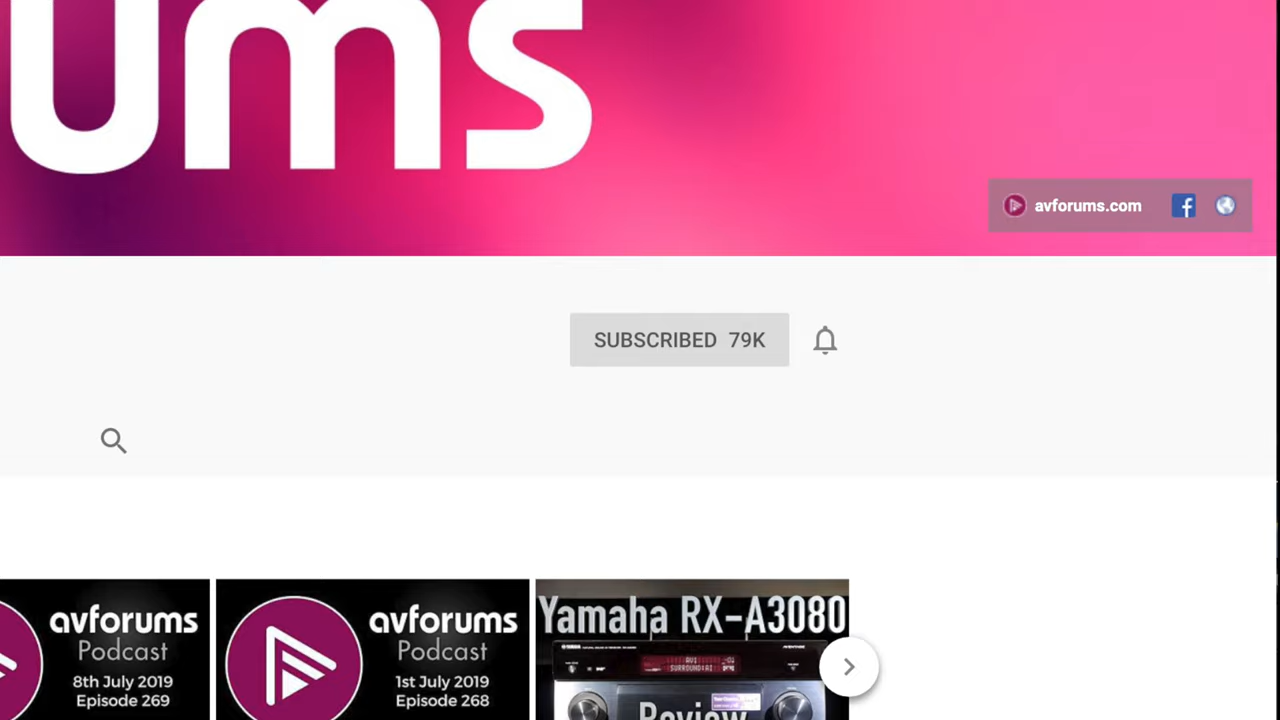 ums
avforums.com
SUBSCRIBED 79K
avforums
Podcast
8th July 2019
Episode 269
avforums
Podcast
1st July 2019
Episode 268
Yamaha RX-A3080
YAMAHA
Review